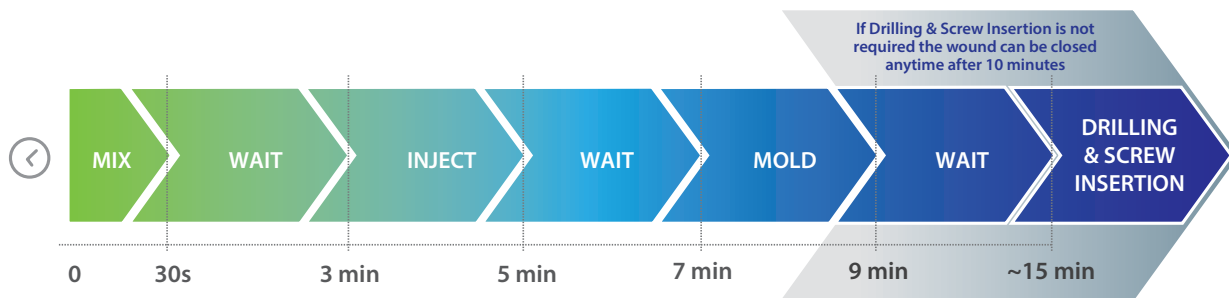 If Drilling & Screw Insertion is not
required the wound can be closed
anytime after 10 minutes
MIX
WAIT
INJECT
WAIT
MOLD
WAIT
DRILLING
& SCREW
INSERTION
0
30s
3 min
5 min
7 min
9 min
~15 min